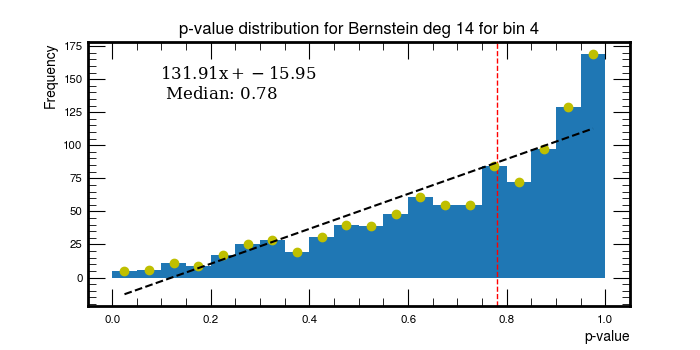 p-value distribution for Bernstein deg 14 for bin 4
Frequency
131.91x + −15.95
Median: 0.78
175
150
125
100
75
50
25
0
0.0 0.2 0.4 0.6 0.8 1.0
p-value